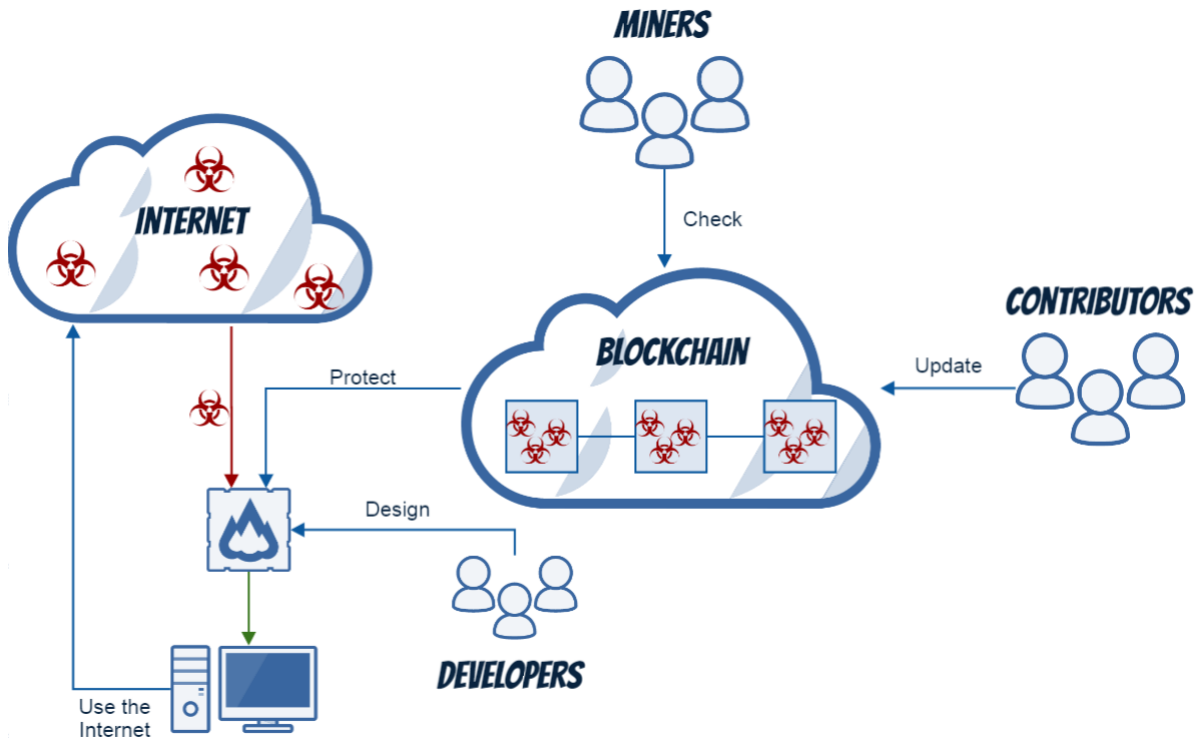 MINERS
INTERNET
Check
CONTRIBUTORS
BLOCKCHAIN
Update
Protect
Design
DEVELOPERS
Use the
Internet